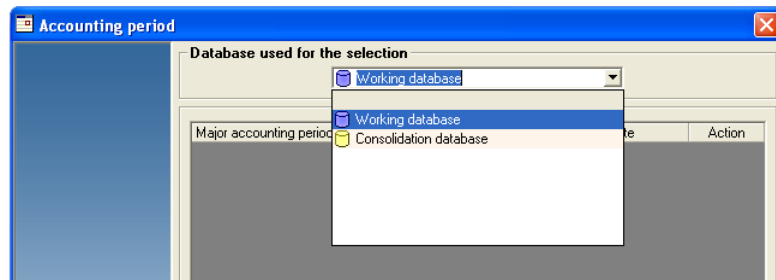 Accounting period
Database used for the selection
Working database
Working database
Major accounting period te Action
Consolidation database